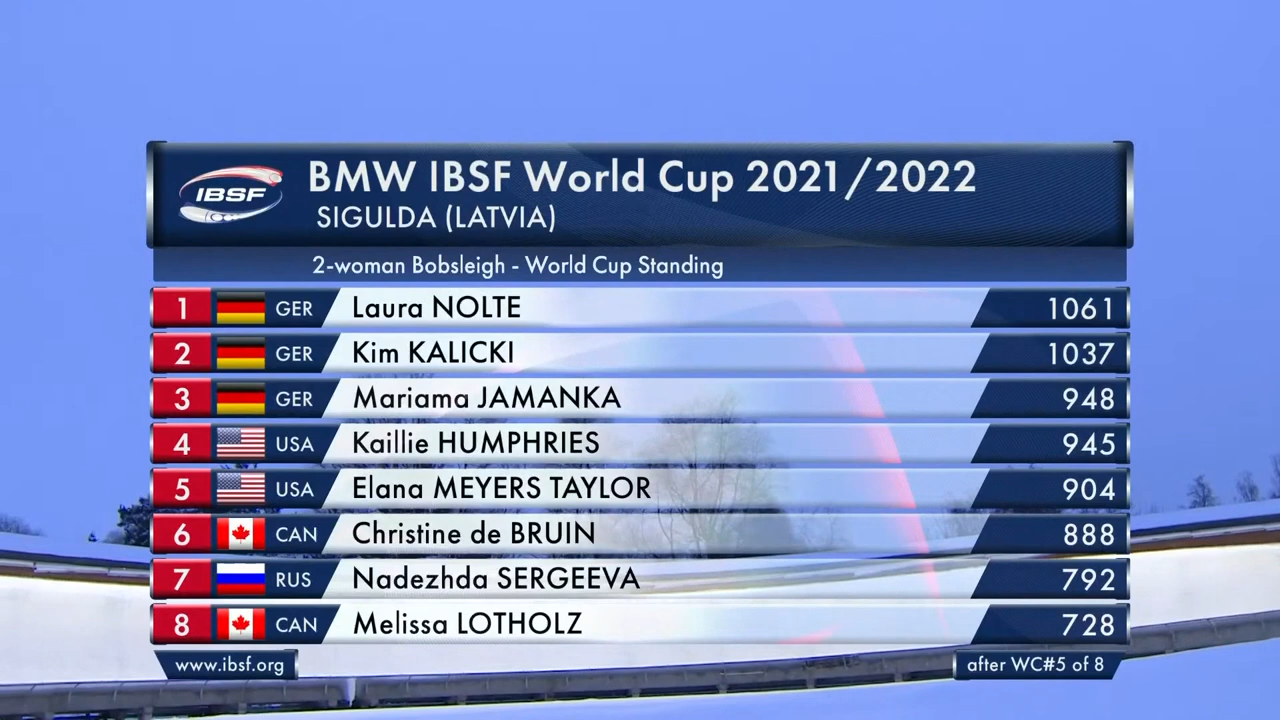 IBSF
BMW IBSF World Cup 2021/2022
SIGULDA (LATVIA)
2-woman Bobsleigh - World Cup Standing
1 GER Laura NOLTE 1061
2 GER Kim KALICKI 1037
3 GER Mariama JAMANKA 948
4 USA Kaillie HUMPHRIES 945
5 USA Elana MEYERS TAYLOR 904
6 CAN Christine de BRUIN 888
7 RUS Nadezhda SERGEEVA 792
8 CAN Melissa LOTHOLZ 728
www.ibsf.org after WC#5 of 8